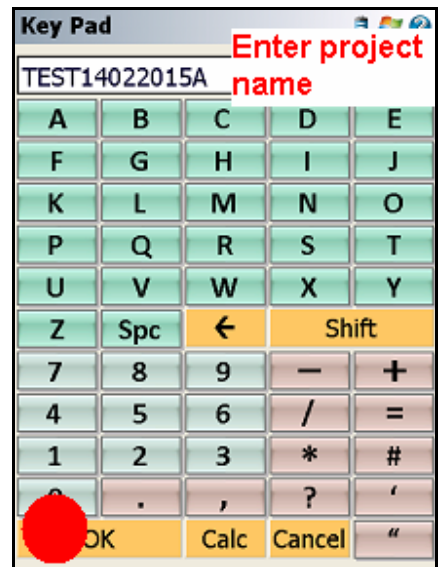 Key Pad
Enter project
name
TEST14022015A
A B C D E
F G H I J
K L M N O
P Q R S T
U V W X Y
Z Spc ← Shift
7 8 9 − +
4 5 6 / =
1 2 3 * #
. , ? ‘
OK Calc Cancel “